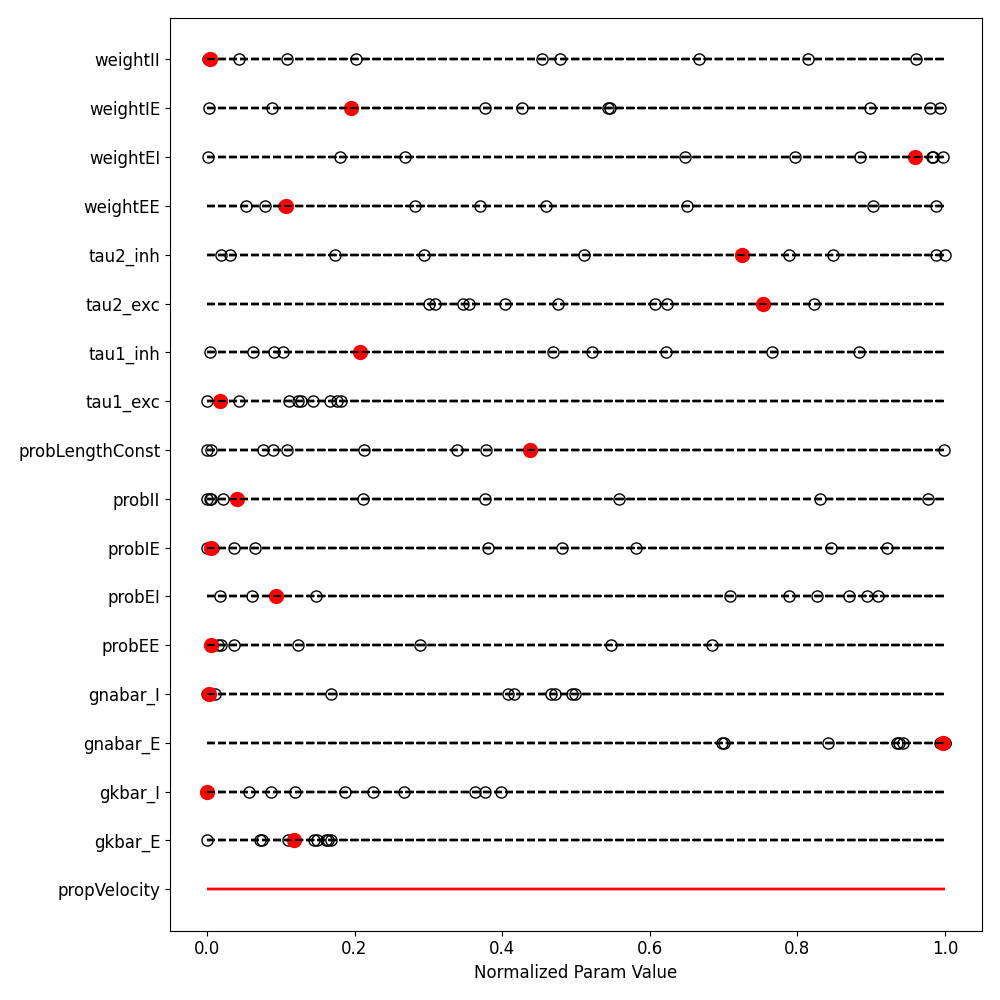 weightII
weightIE
weightEI
weightEE
tau2_inh
tau2_exc
tau1_inh
tau1_exc
probLengthConst
probII
probIE
probEI
probEE
gnabar_I
gnabar_E
gkbar_I
gkbar_E
propVelocity
0.0 0.2 0.4 0.6 0.8 1.0
Normalized Param Value